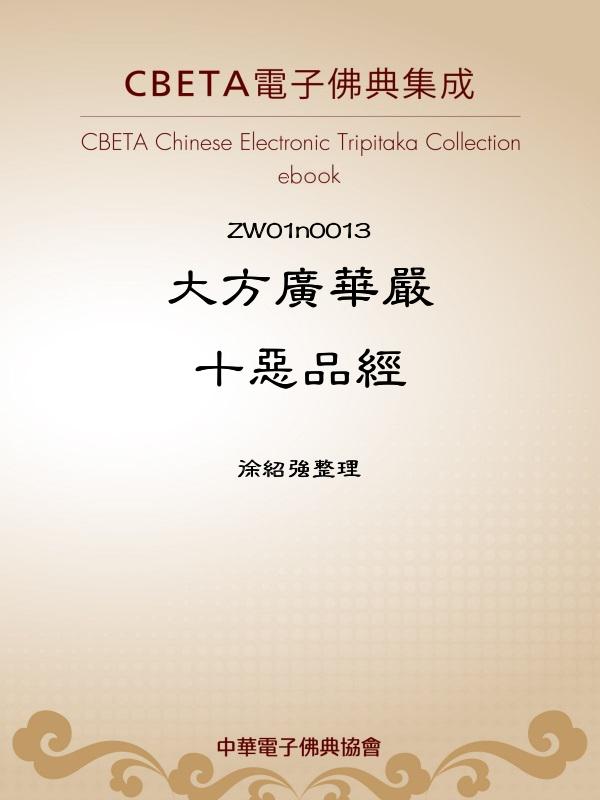 CBETA電子佛典集成
CBETA Chinese Electronic Tripitaka Collection
ebook
ZW01n0013
大方廣華嚴
十惡品經
徐紹強整理
中華電子佛典協會